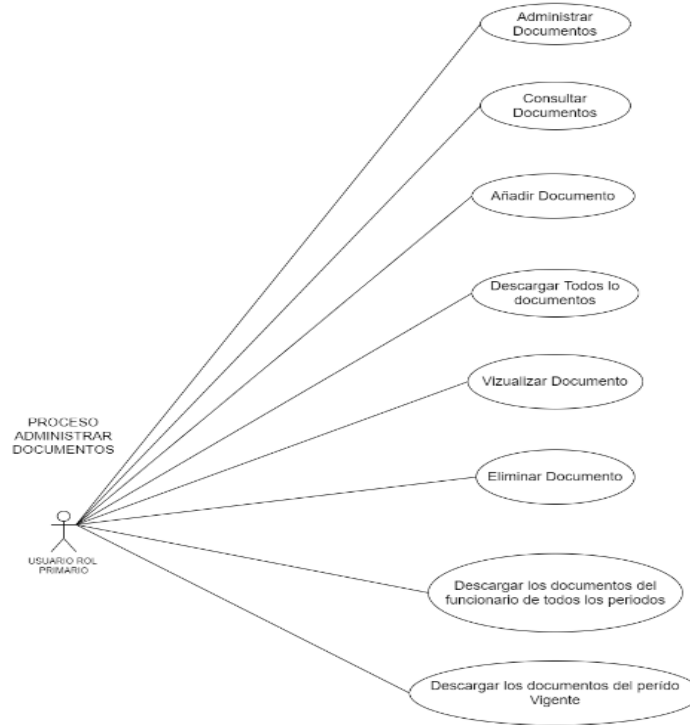 Administrar
Documentos
Consultar
Documentos
Añadir Documento
Descargar Todos lo
documentos
Vizualizar Documento
PROCESO
ADMINISTRAR
DOCUMENTOS
Eliminar Documento
USUARIO ROL
PRIMARIO
Descargar los documentos del
funcionario de todos los periodos
Descargar los documentos del perído
Vigente